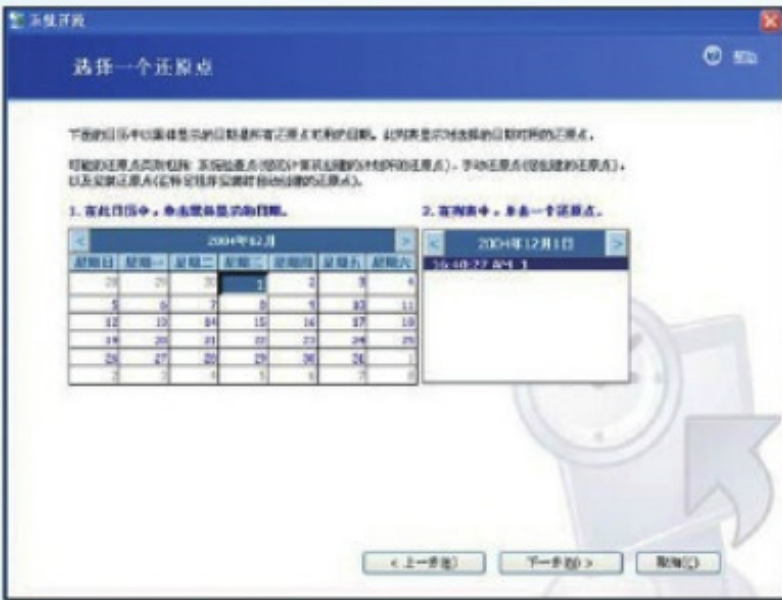 系统还原
选择一个还原点
帮助
下面的日历中以黑体显示的日期是所有还原点可用的日期。此列表显示对选择的日期可用的还原点。
可能的还原点类型包括: 系统检查点(您的计算机创建的计划好的还原点)、手动还原点(您创建的还原点),
以及安装还原点(在特定程序安装时自动创建的还原点)。
1. 在此日历中，单击黑体显示的日期。
2. 在列表中，单击一个还原点。
< 2004年12月 >
< 2004年12月1日 >
星期日 星期一 星期二 星期三 星期四 星期五 星期六
16:48:27
28 29 30 1 2 3 4
5 6 7 8 9 10 11
12 13 14 15 16 17 18
19 20 21 22 23 24 25
26 27 28 29 30 31 1
2 3 4 5 6 7 8
< 上一步(B)
下一步(N) >
取消(C)